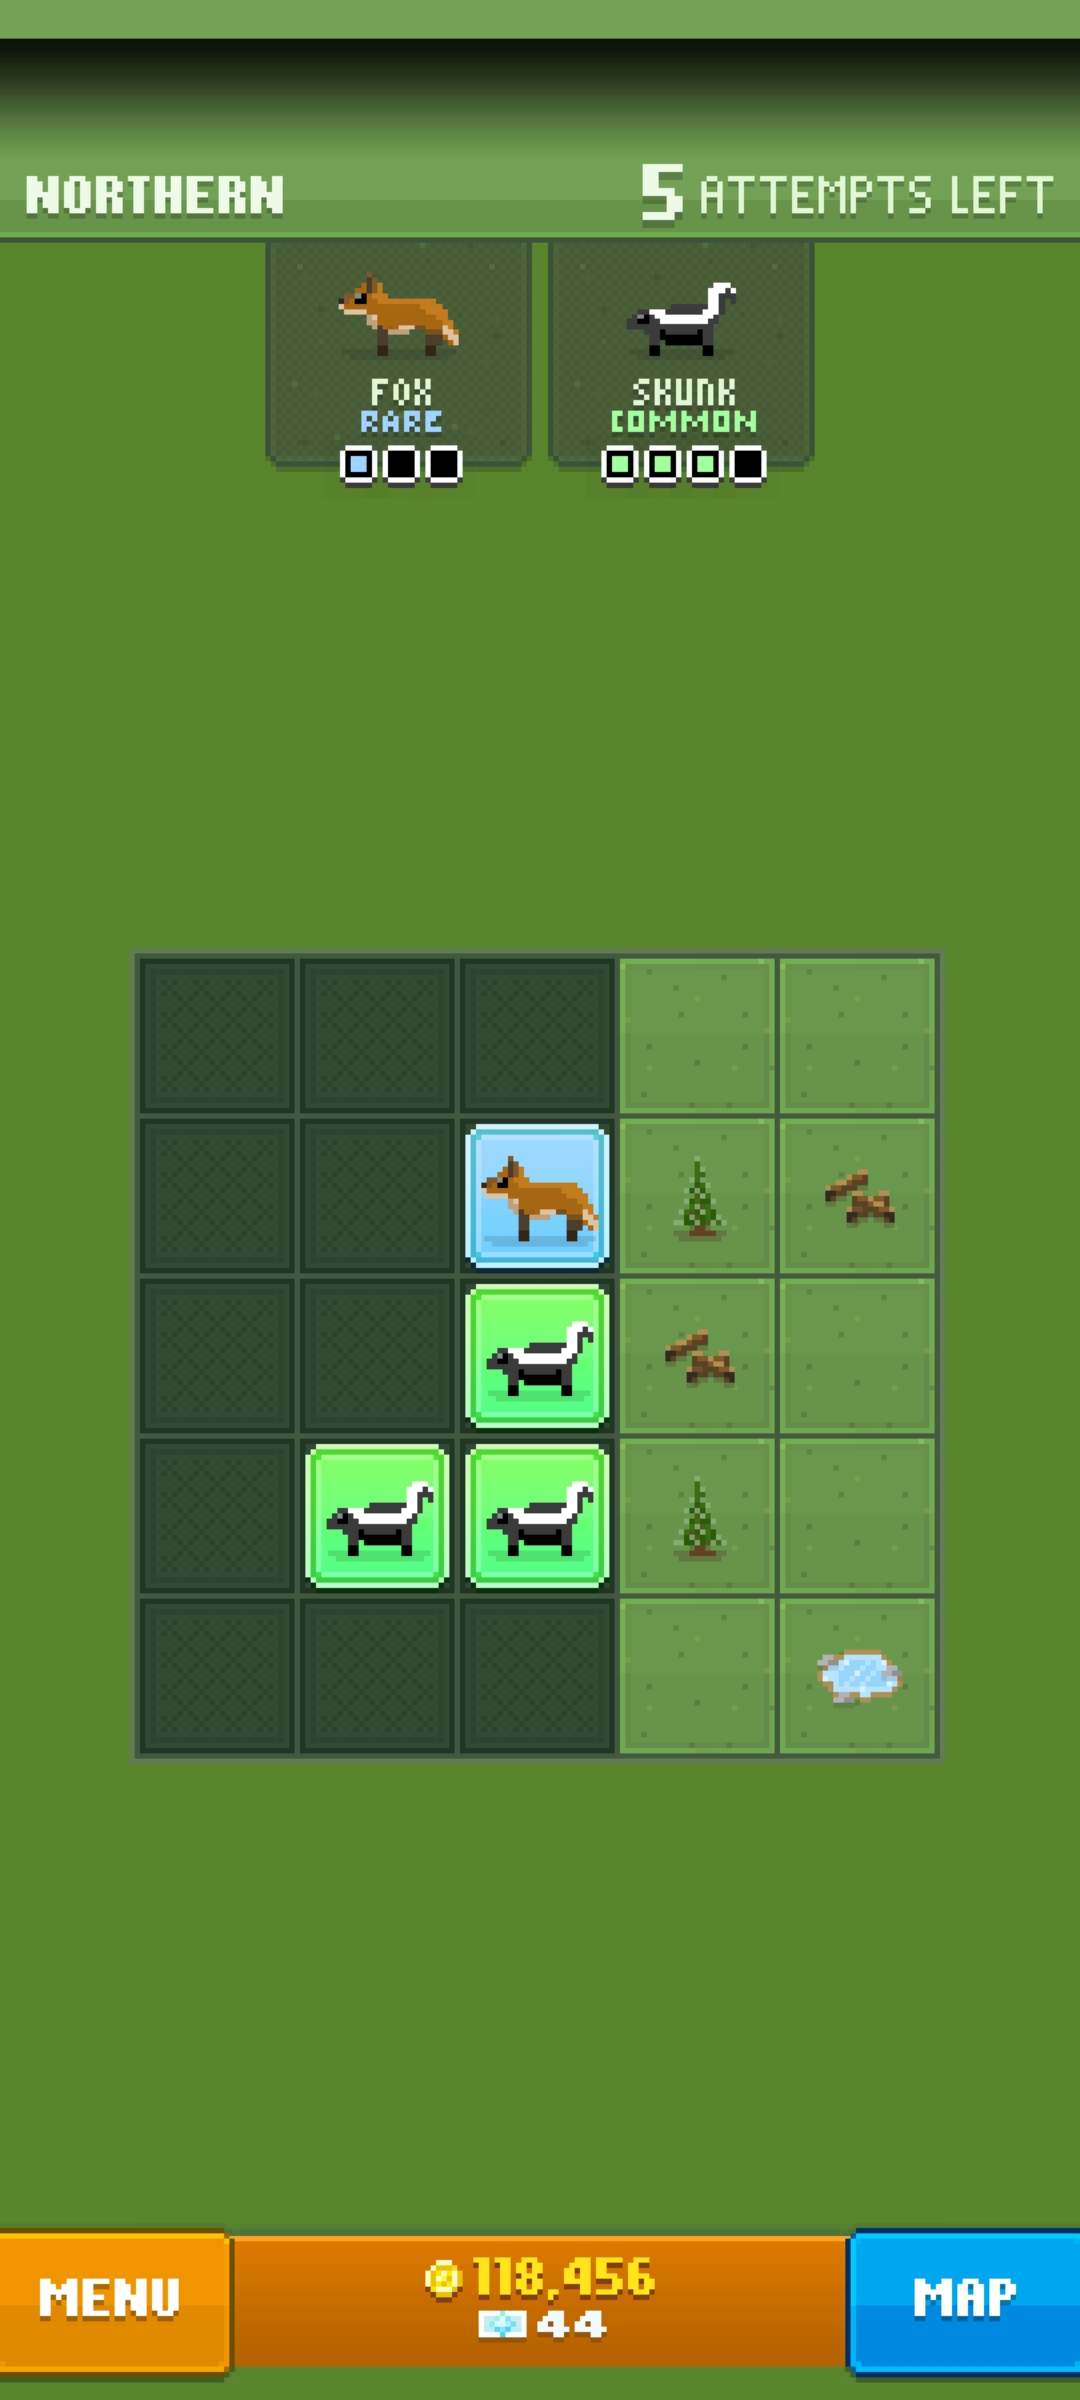 NORTHERN
5 ATTEMPTS LEFT
FOX
RARE
SKUNK
COMMON
MENU
118,456
44
MAP